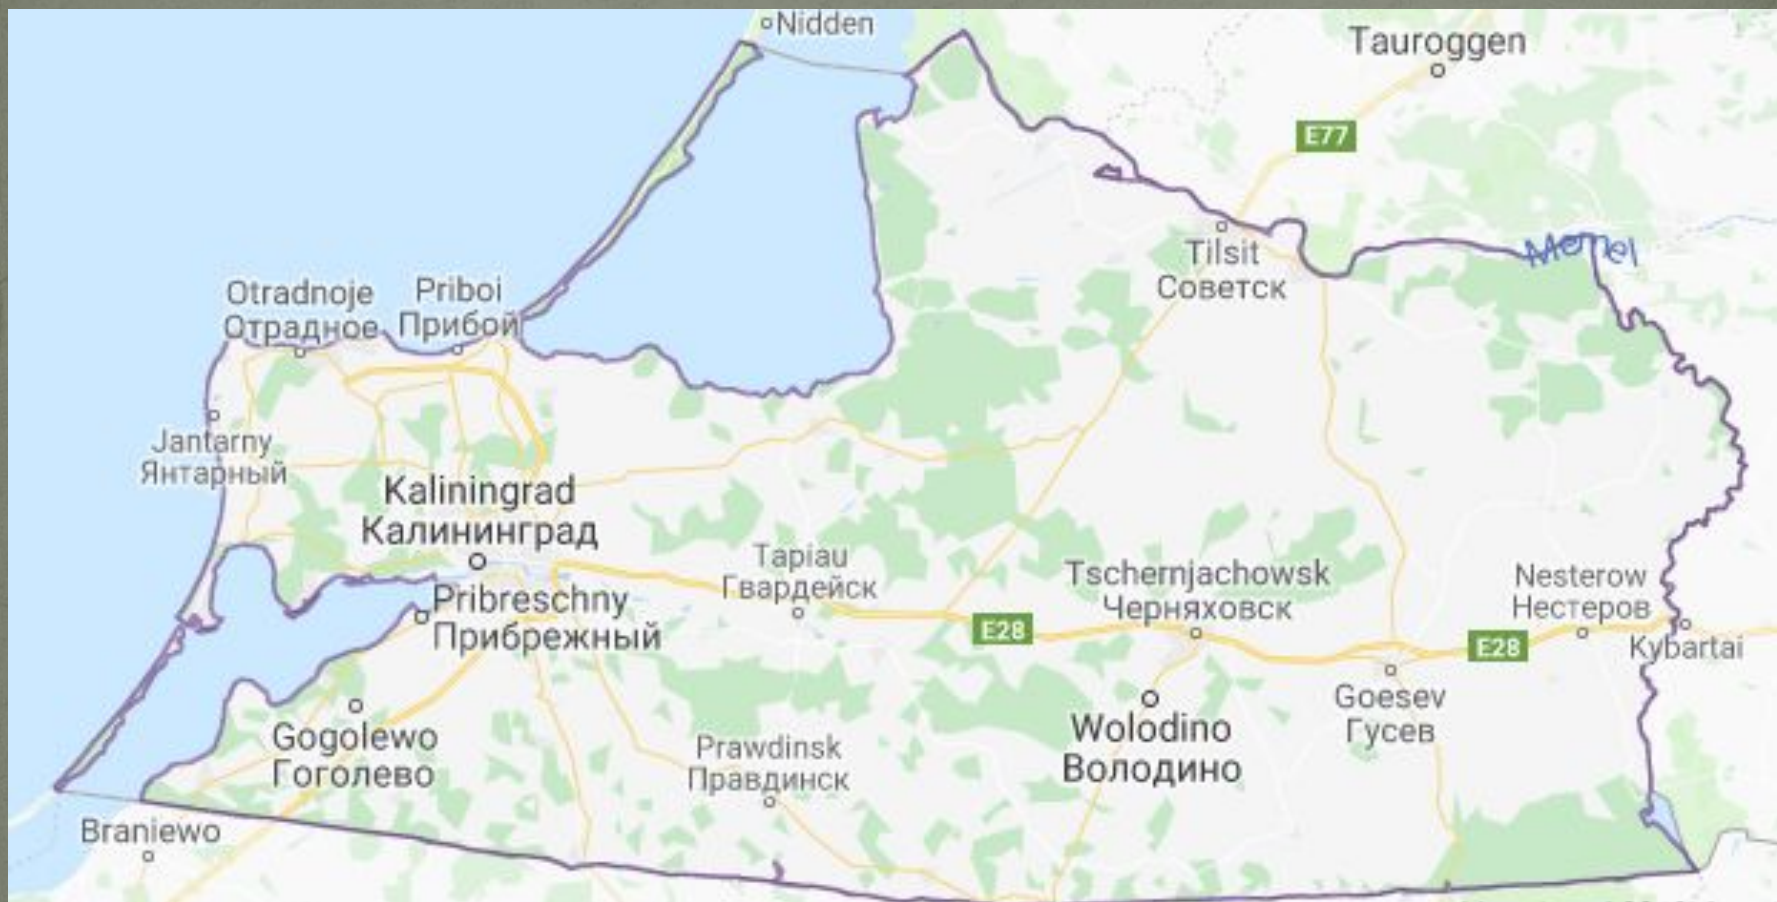 Nidden
Tauroggen
E77
Memel
Tilsit
Советск
Otradnoje
Отрадное
Priboi
Прибой
Jantarny
Янтарный
Kaliningrad
Калининград
Pribreschny
Прибрежный
Tapiau
Гвардейск
Tschernjachowsk
Черняховск
Nesterow
Нестеров
E28
E28
Kybartai
Goesev
Гусев
Gogolewo
Гоголево
Prawdinsk
Правдинск
Wolodino
Володино
Braniewo